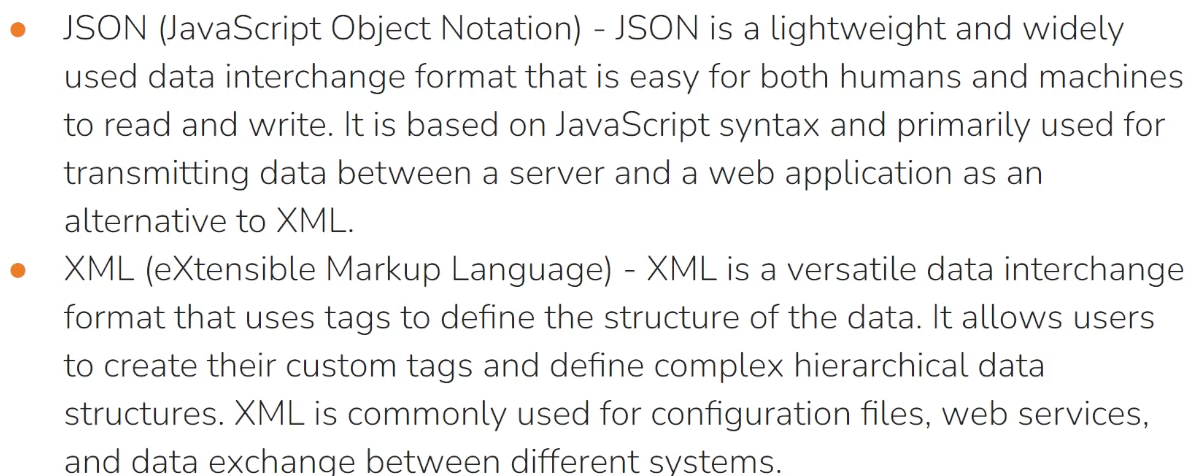 JSON (JavaScript Object Notation) - JSON is a lightweight and widely
used data interchange format that is easy for both humans and machines
to read and write. It is based on JavaScript syntax and primarily used for
transmitting data between a server and a web application as an
alternative to XML.
XML (eXtensible Markup Language) - XML is a versatile data interchange
format that uses tags to define the structure of the data. It allows users
to create their custom tags and define complex hierarchical data
structures. XML is commonly used for configuration files, web services,
and data exchange between different systems.